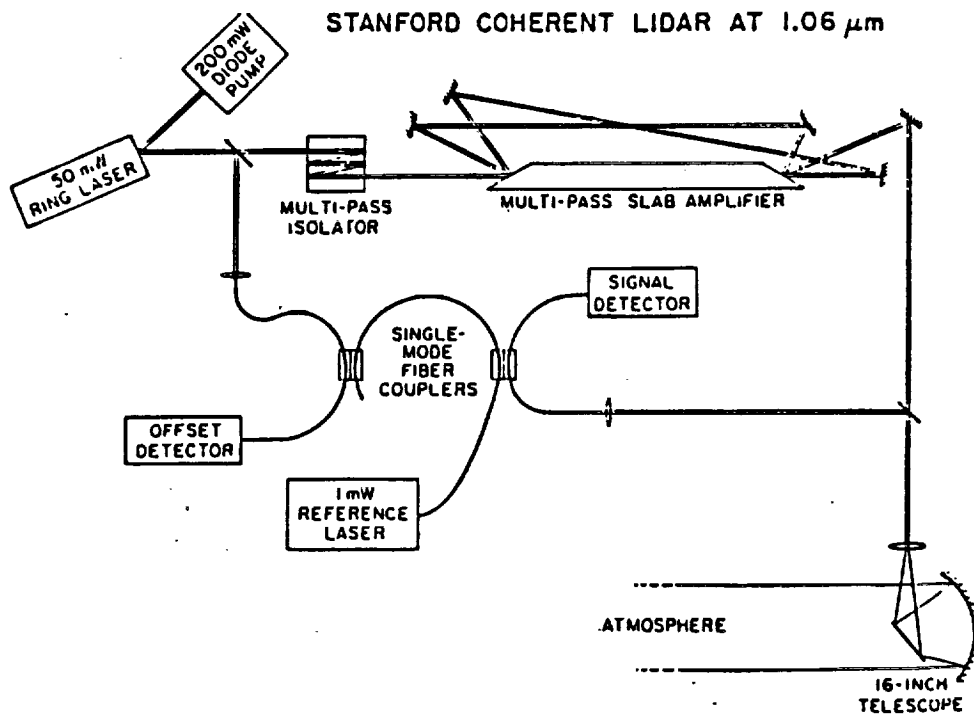 STANFORD COHERENT LIDAR AT 1.06 μm
200 mW
DIODE
PUMP
50
RING LASER
MULTI-PASS
ISOLATOR
MULTI-PASS SLAB AMPLIFIER
SIGNAL
DETECTOR
SINGLE-
MODE
FIBER
COUPLERS
OFFSET
DETECTOR
1 mW
REFERENCE
LASER
ATMOSPHERE
16-INCH
TELESCOPE